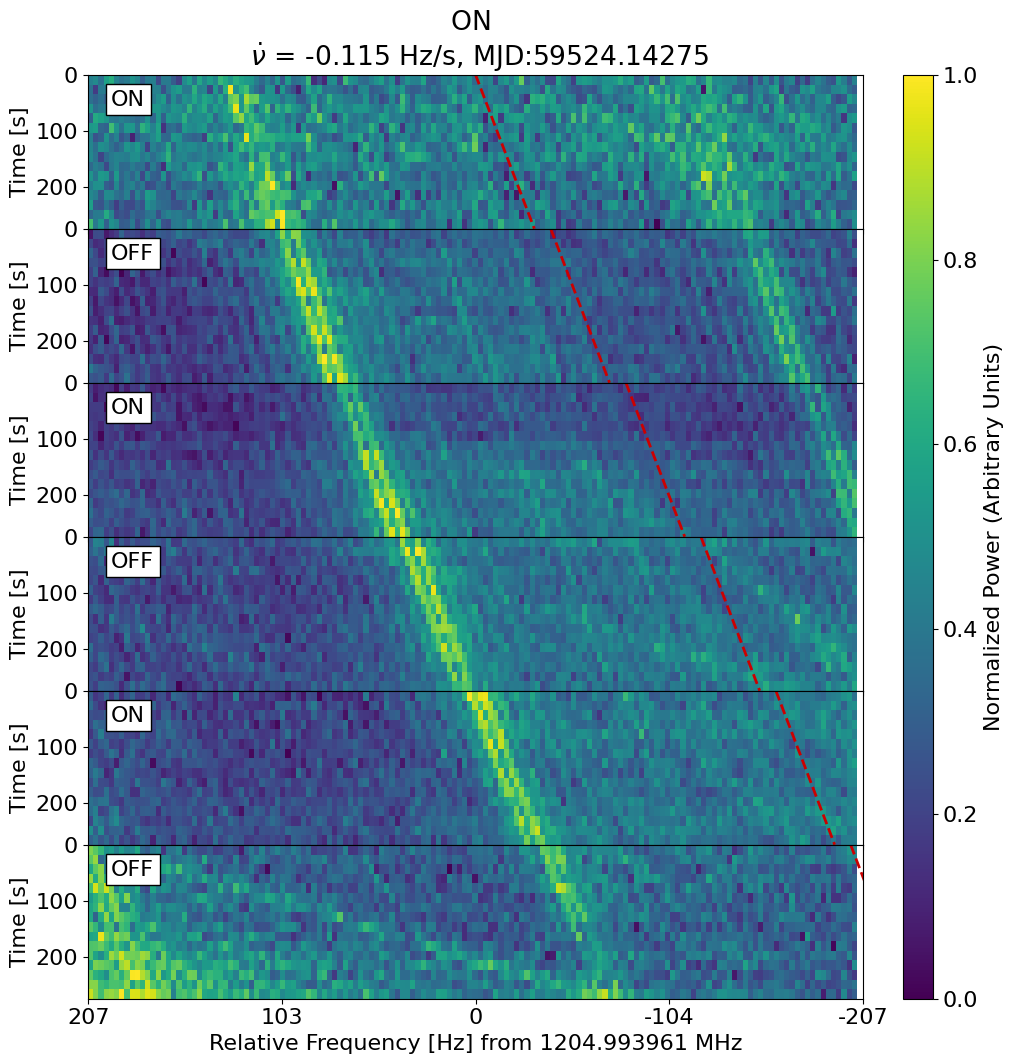 ON
ν̇ = -0.115 Hz/s, MJD:59524.14275
0
100
200
Time [s]
ON
0
100
200
Time [s]
OFF
0
100
200
Time [s]
ON
0
100
200
Time [s]
OFF
0
100
200
Time [s]
ON
0
100
200
Time [s]
OFF
207 103 0 -104 -207
Relative Frequency [Hz] from 1204.993961 MHz
1.0
0.8
0.6
0.4
0.2
0.0
Normalized Power (Arbitrary Units)